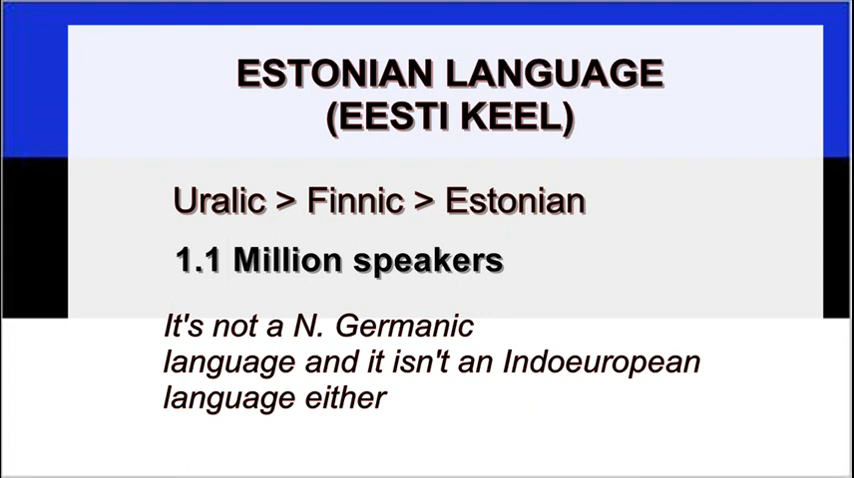 ESTONIAN LANGUAGE
(EESTI KEEL)
Uralic > Finnic > Estonian
1.1 Million speakers
It's not a N. Germanic
language and it isn't an Indoeuropean
language either